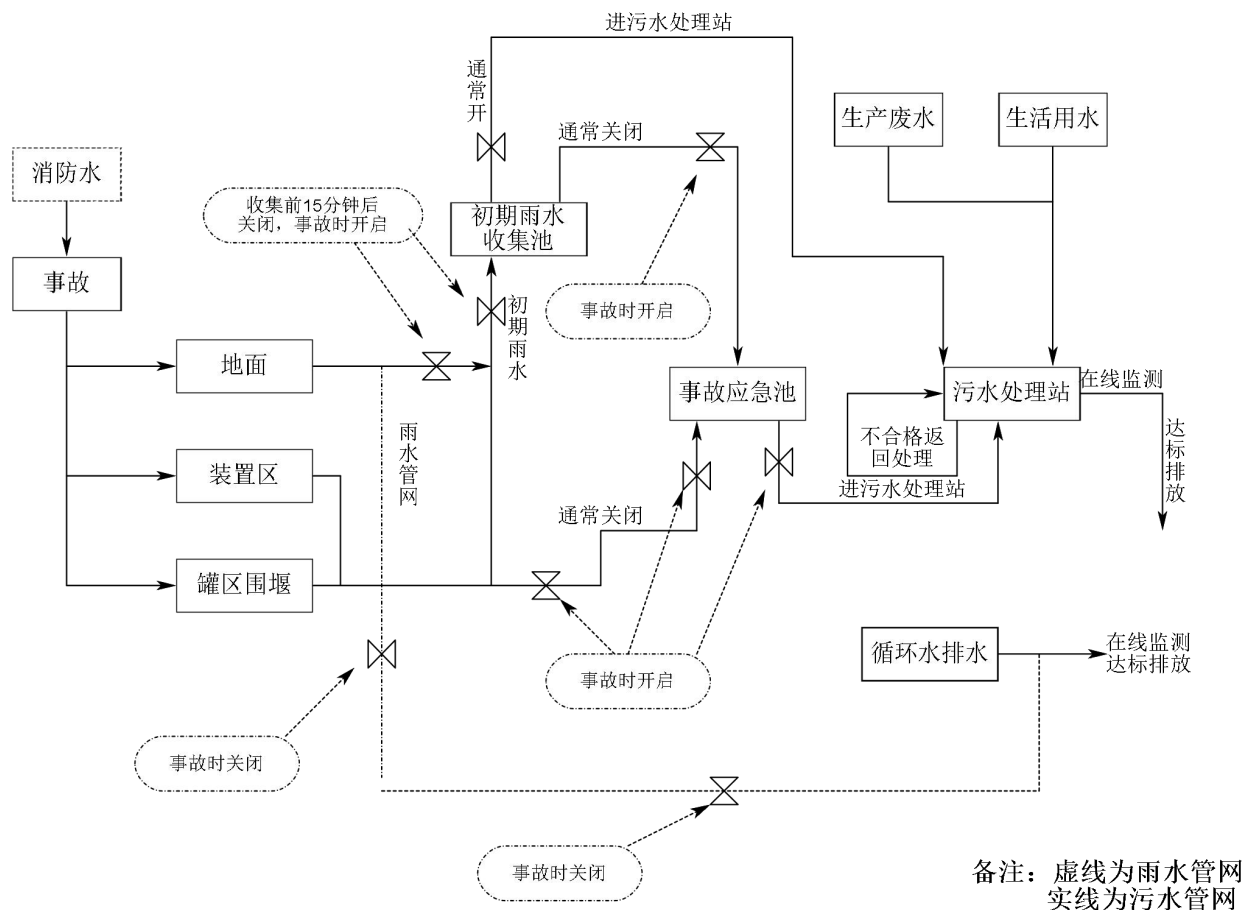 进污水处理站
通常开
通常关闭
生产废水
生活用水
消防水
收集前15分钟后
关闭，事故时开启
初期雨水
收集池
事故
事故时开启
初期雨水
地面
事故应急池
污水处理站
在线监测
达标排放
不合格返
回处理
雨水管网
装置区
进污水处理站
通常关闭
罐区围堰
循环水排水
在线监测
达标排放
事故时开启
事故时关闭
事故时关闭
备注：虚线为雨水管网
实线为污水管网